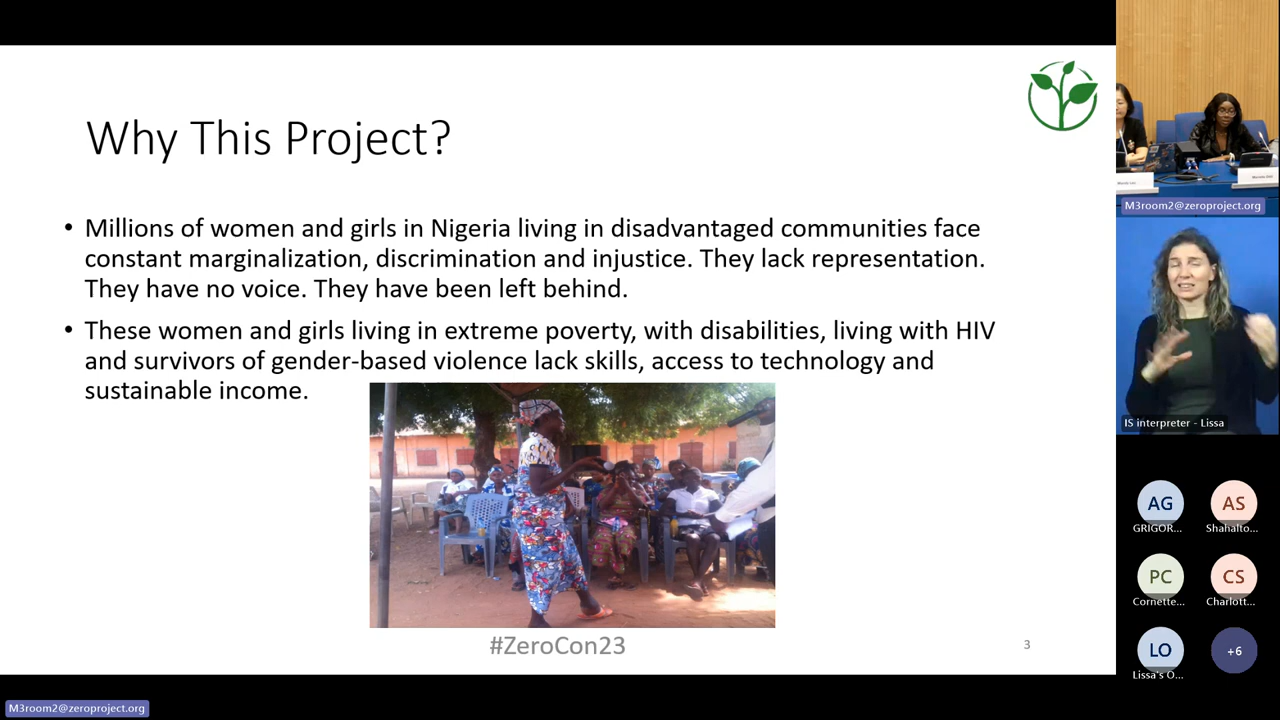 Why This Project?
• Millions of women and girls in Nigeria living in disadvantaged communities face
constant marginalization, discrimination and injustice. They lack representation.
They have no voice. They have been left behind.
• These women and girls living in extreme poverty, with disabilities, living with HIV
and survivors of gender-based violence lack skills, access to technology and
sustainable income.
#ZeroCon23
3
M3room2@zeroproject.org
M3room2@zeroproject.org
IS interpreter - Lissa
AG
AS
GRIGOR...
Shahalto...
PC
CS
Cornette...
Charlott...
LO
+6
Lissa's O...